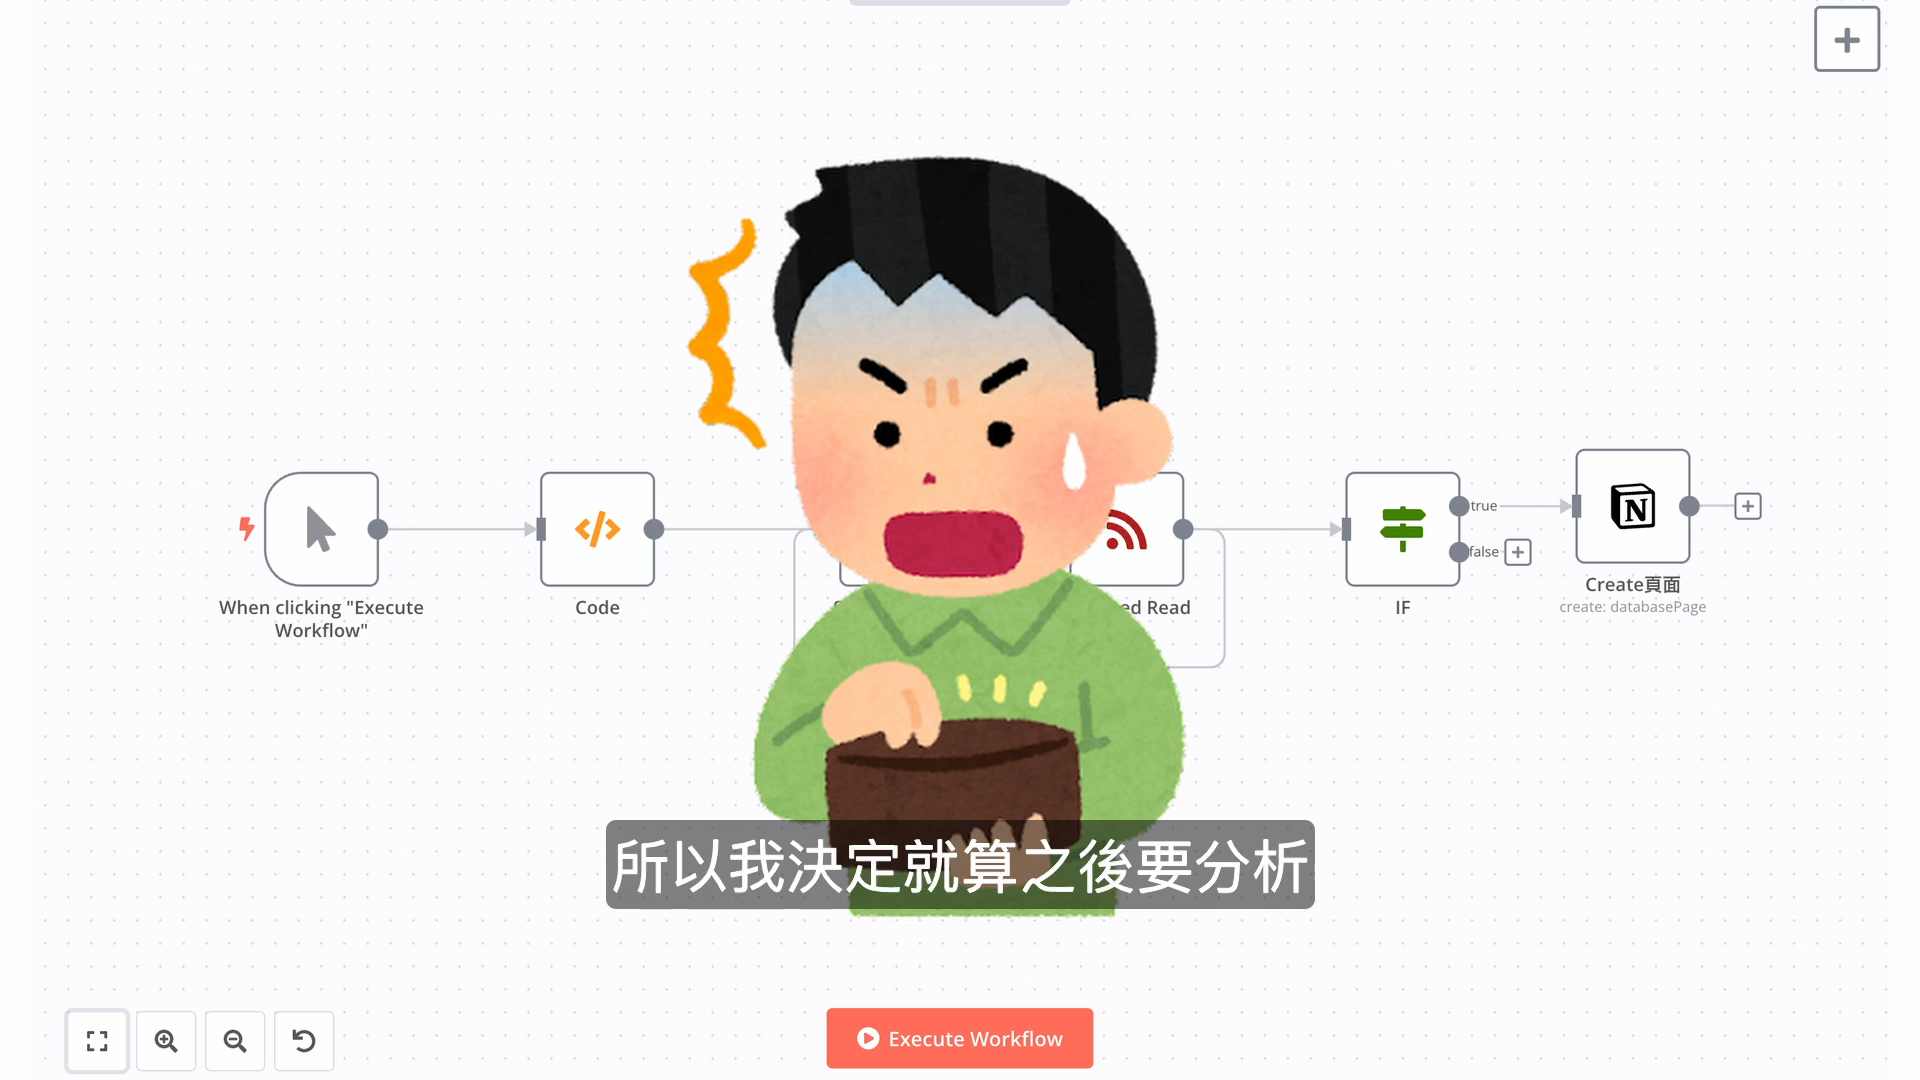 When clicking "Execute
Workflow"
Code
ed Read
IF
true
false
Create頁面
create: databasePage
所以我決定就算之後要分析
Execute Workflow